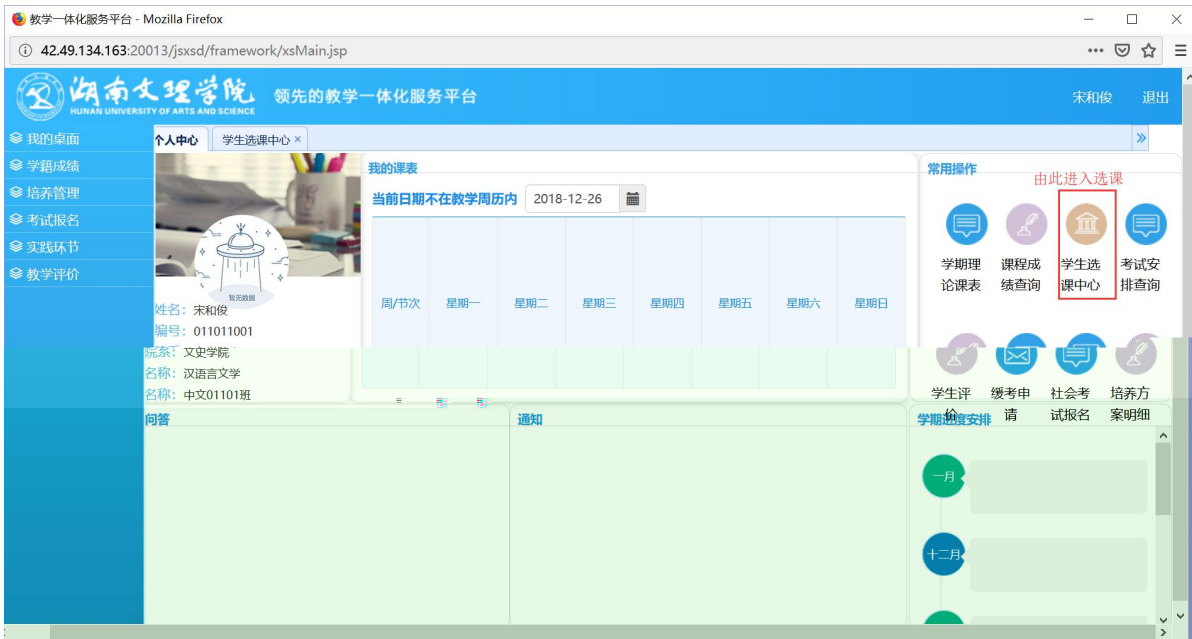 教学一体化服务平台 - Mozilla Firefox
42.49.134.163:20013/jsxsd/framework/xsMain.jsp
湖南文理学院
HUNAN UNIVERSITY OF ARTS AND SCIENCE
领先的教学一体化服务平台
宋和俊 退出
我的桌面
学籍成绩
培养管理
考试报名
实践环节
教学评价
个人中心 学生选课中心 ×
暂无数据
姓名：宋和俊
编号：011011001
院系：文史学院
名称：汉语言文学
名称：中文01101班
我的课表
当前日期不在教学周历内 2018-12-26
周/节次 星期一 星期二 星期三 星期四 星期五 星期六 星期日
常用操作
由此进入选课
学期理论课表
课程成绩查询
学生选课中心
考试安排查询
学生评价
缓考申请
社会考试报名
培养方案明细
问答
通知
学期进度安排
一月
十二月